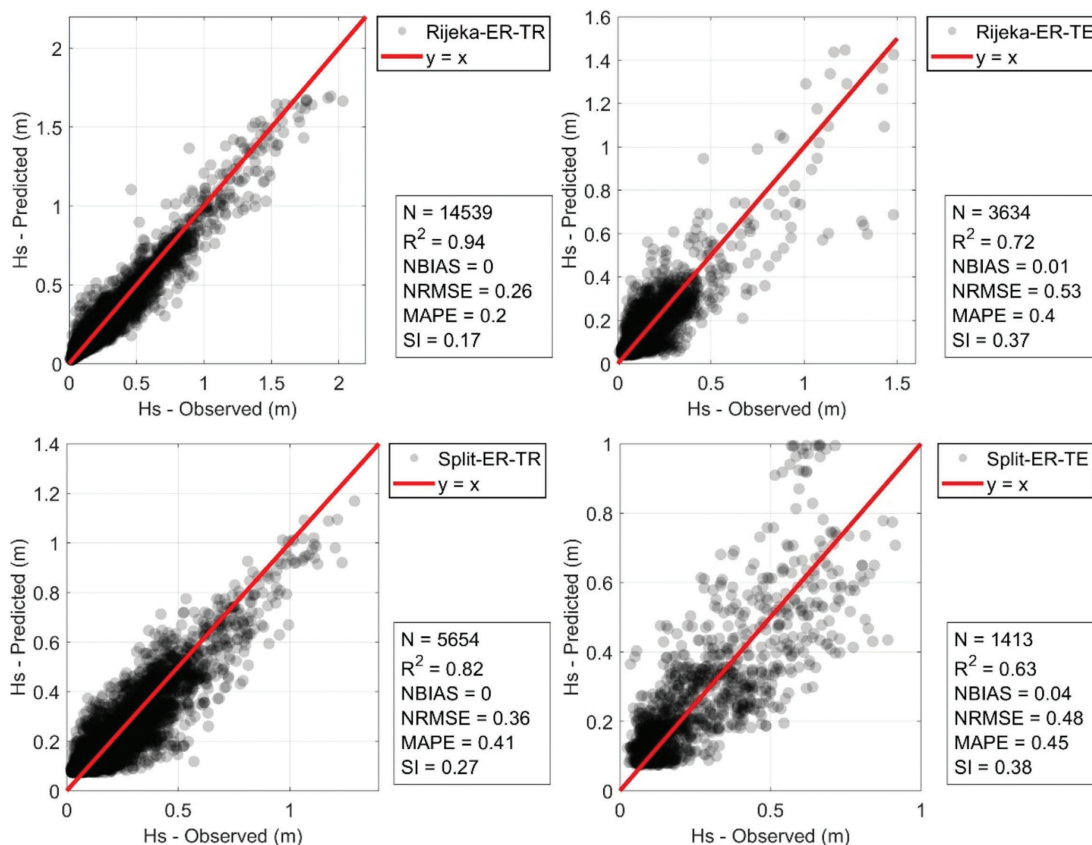 Rijeka-ER-TR
y = x
Hs - Predicted (m)
2
1.5
1
0.5
0
0 0.5 1 1.5 2
Hs - Observed (m)
N = 14539
R² = 0.94
NBIAS = 0
NRMSE = 0.26
MAPE = 0.2
SI = 0.17
Rijeka-ER-TE
y = x
Hs - Predicted (m)
1.6
1.4
1.2
1
0.8
0.6
0.4
0.2
0
0 0.5 1 1.5
Hs - Observed (m)
N = 3634
R² = 0.72
NBIAS = 0.01
NRMSE = 0.53
MAPE = 0.4
SI = 0.37
Split-ER-TR
y = x
Hs - Predicted (m)
1.4
1.2
1
0.8
0.6
0.4
0.2
0
0 0.5 1
Hs - Observed (m)
N = 5654
R² = 0.82
NBIAS = 0
NRMSE = 0.36
MAPE = 0.41
SI = 0.27
Split-ER-TE
y = x
Hs - Predicted (m)
1
0.8
0.6
0.4
0.2
0
0 0.5 1
Hs - Observed (m)
N = 1413
R² = 0.63
NBIAS = 0.04
NRMSE = 0.48
MAPE = 0.45
SI = 0.38